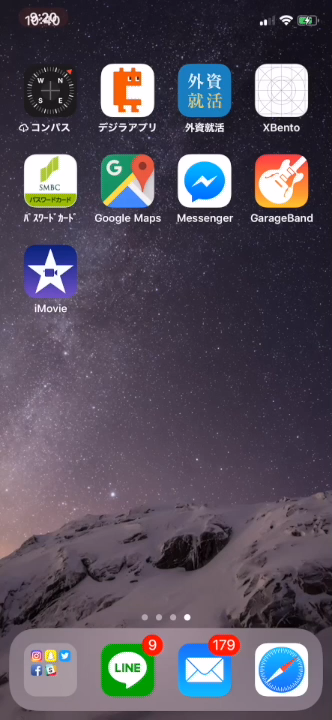 コンパス
デジラアプリ
外資
就活
外資就活
XBento
W N
S E
SMBC
パスワードカード
ﾊﾟｽﾜｰﾄﾞｶｰﾄﾞ
G
Google Maps
Messenger
GarageBand
iMovie
LINE
9
179